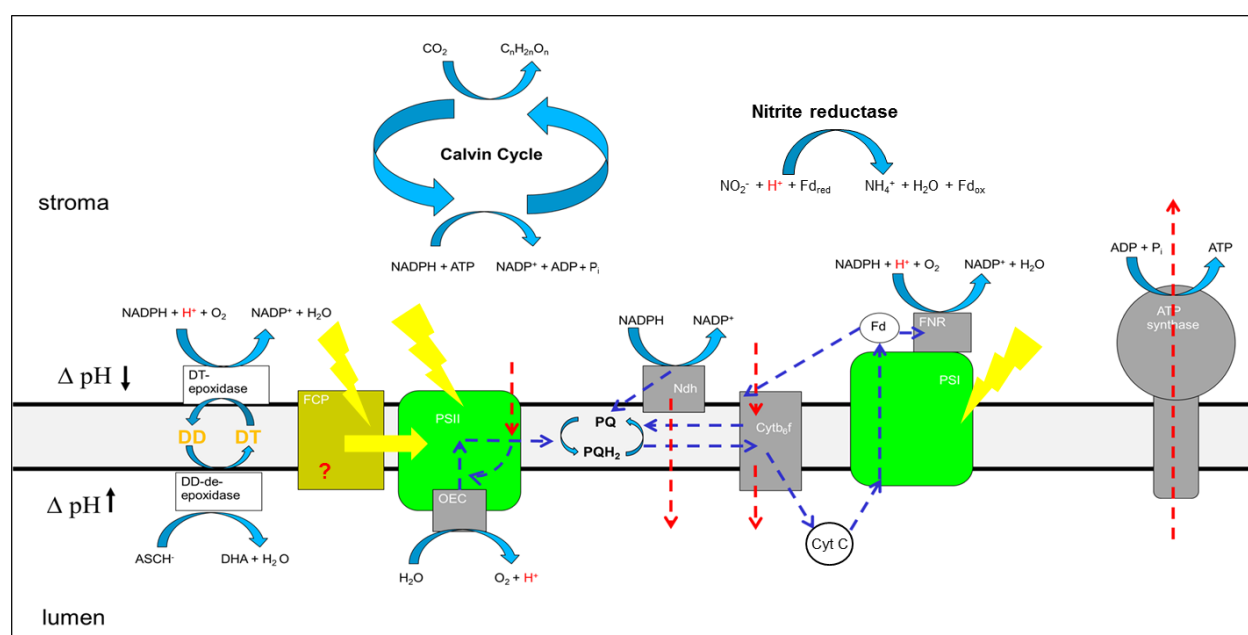 CO₂
CₙH₂ₙOₙ
Calvin Cycle
NADPH + ATP
NADP⁺ + ADP + Pᵢ
Nitrite reductase
NO₂⁻ + H⁺ + Fd_red
NH₄⁺ + H₂O + Fd_ox
stroma
NADPH + H⁺ + O₂
NADP⁺ + H₂O
DT-
epoxidase
Δ pH ↓
DD
DT
DD-de-
epoxidase
Δ pH ↑
ASCH⁻
DHA + H₂O
FCP
?
PSII
OEC
H₂O
O₂ + H⁺
NADPH
NADP⁺
Ndh
PQ
PQH₂
Cytb₆f
Cyt C
Fd
NADPH + H⁺ + O₂
NADP⁺ + H₂O
FNR
PSI
ADP + Pᵢ
ATP
ATP
synthase
lumen